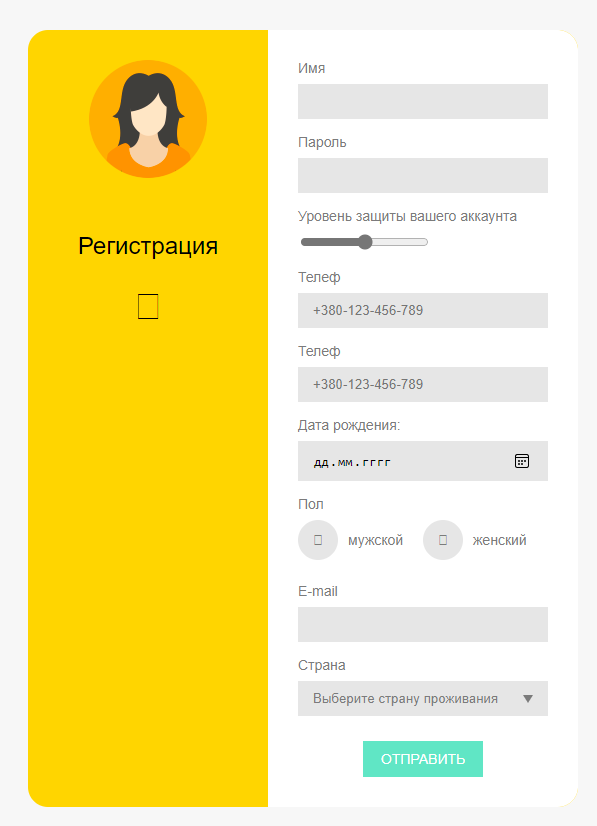 Регистрация
Имя
Пароль
Уровень защиты вашего аккаунта
Телеф
+380-123-456-789
Телеф
+380-123-456-789
Дата рождения:
дд.мм.гггг
Пол
мужской женский
E-mail
Страна
Выберите страну проживания
ОТПРАВИТЬ